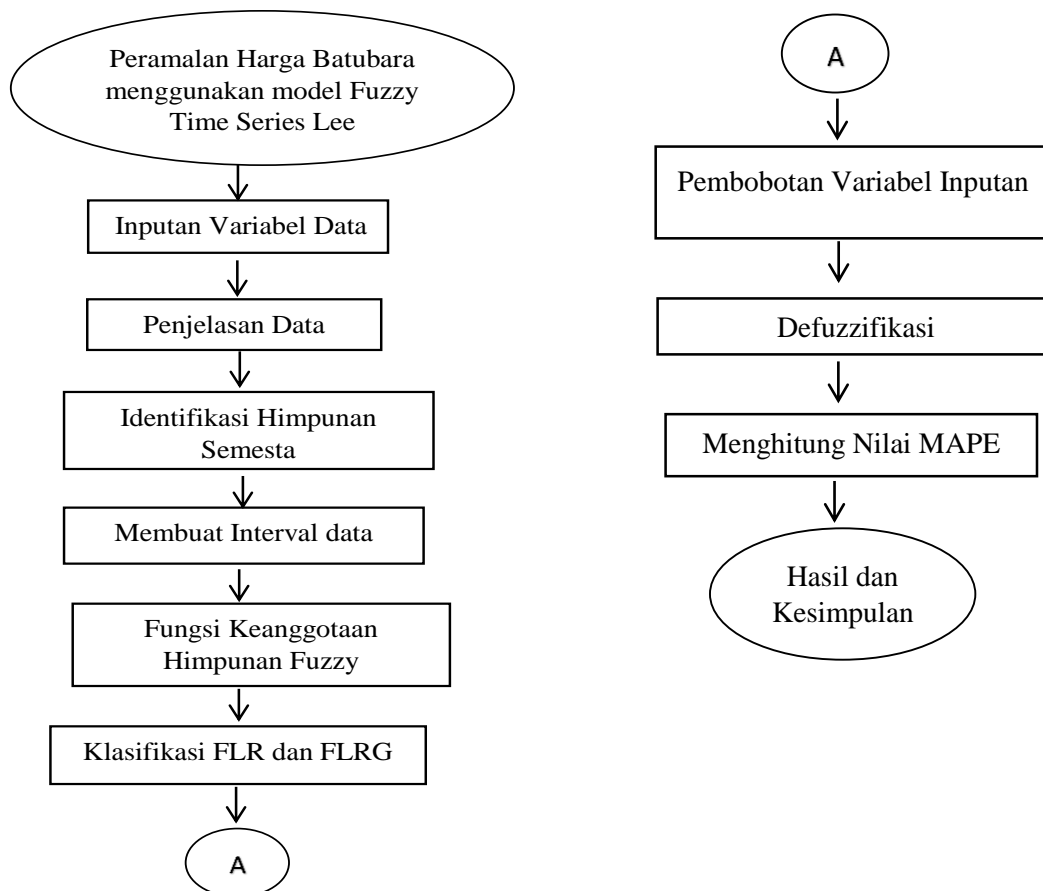 Peramalan Harga Batubara
menggunakan model Fuzzy
Time Series Lee
Inputan Variabel Data
Penjelasan Data
Identifikasi Himpunan
Semesta
Membuat Interval data
Fungsi Keanggotaan
Himpunan Fuzzy
Klasifikasi FLR dan FLRG
A
A
Pembobotan Variabel Inputan
Defuzzifikasi
Menghitung Nilai MAPE
Hasil dan
Kesimpulan